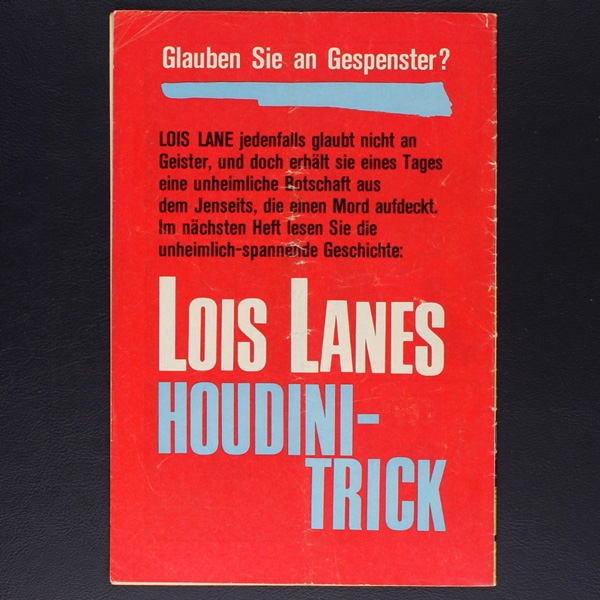 Glauben Sie an Gespenster?
LOIS LANE jedenfalls glaubt nicht an
Geister, und doch erhält sie eines Tages
eine unheimliche Botschaft aus
dem Jenseits, die einen Mord aufdeckt.
Im nächsten Heft lesen Sie die
unheimlich-spannende Geschichte:
LOIS LANES
HOUDINI-
TRICK